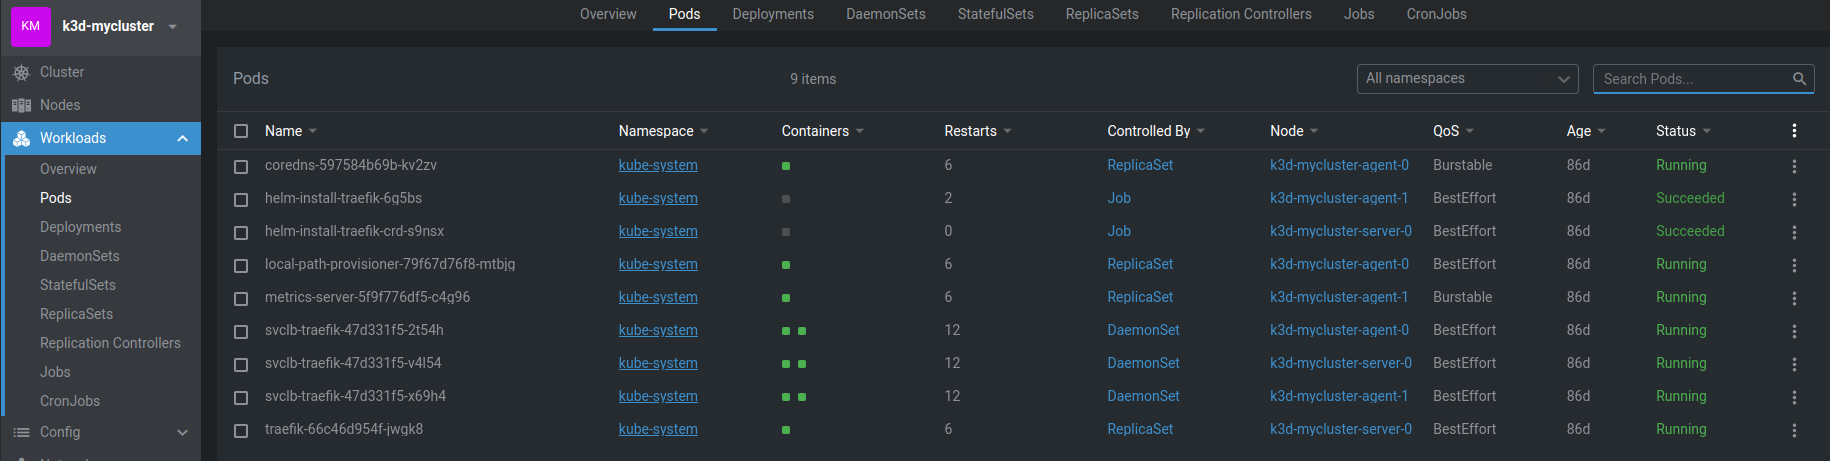 KM k3d-mycluster
Overview Pods Deployments DaemonSets StatefulSets ReplicaSets Replication Controllers Jobs CronJobs
Cluster
Nodes
Workloads
Overview
Pods
Deployments
DaemonSets
StatefulSets
ReplicaSets
Replication Controllers
Jobs
CronJobs
Config
Pods 9 items All namespaces Search Pods...
Name Namespace Containers Restarts Controlled By Node QoS Age Status
coredns-597584b69b-kv2zv kube-system 6 ReplicaSet k3d-mycluster-agent-0 Burstable 86d Running
helm-install-traefik-6g5bs kube-system 2 Job k3d-mycluster-agent-1 BestEffort 86d Succeeded
helm-install-traefik-crd-s9nsx kube-system 0 Job k3d-mycluster-server-0 BestEffort 86d Succeeded
local-path-provisioner-79f67d76f8-mtbjg kube-system 6 ReplicaSet k3d-mycluster-agent-0 BestEffort 86d Running
metrics-server-5f9f776df5-c4g96 kube-system 6 ReplicaSet k3d-mycluster-agent-1 Burstable 86d Running
svclb-traefik-47d331f5-2t54h kube-system 12 DaemonSet k3d-mycluster-agent-0 BestEffort 86d Running
svclb-traefik-47d331f5-v4l54 kube-system 12 DaemonSet k3d-mycluster-server-0 BestEffort 86d Running
svclb-traefik-47d331f5-x69h4 kube-system 12 DaemonSet k3d-mycluster-agent-1 BestEffort 86d Running
traefik-66c46d954f-jwgk8 kube-system 6 ReplicaSet k3d-mycluster-server-0 BestEffort 86d Running